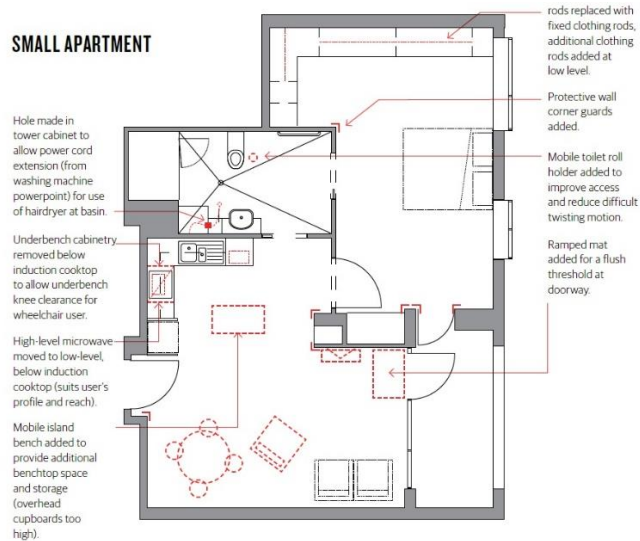 SMALL APARTMENT
Hole made in
tower cabinet to
allow power cord
extension (from
washing machine
powerpoint) for use
of hairdryer at basin.
Underbench cabinetry
removed below
induction cooktop
to allow underbench
knee clearance for
wheelchair user.
High-level microwave
moved to low-level,
below induction
cooktop (suits user's
profile and reach).
Mobile island
bench added to
provide additional
benchtop space
and storage
(overhead
cupboards too
high).
rods replaced with
fixed clothing rods,
additional clothing
rods added at
low level.
Protective wall
corner guards
added.
Mobile toilet roll
holder added to
improve access
and reduce difficult
twisting motion.
Ramped mat
added for a flush
threshold at
doorway.